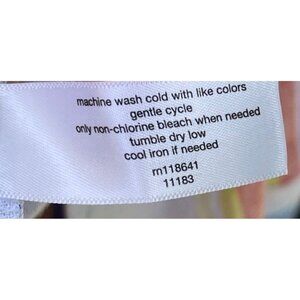 machine wash cold with like colors
gentle cycle
only non-chlorine bleach when needed
tumble dry low
cool iron if needed
rn118641
11183